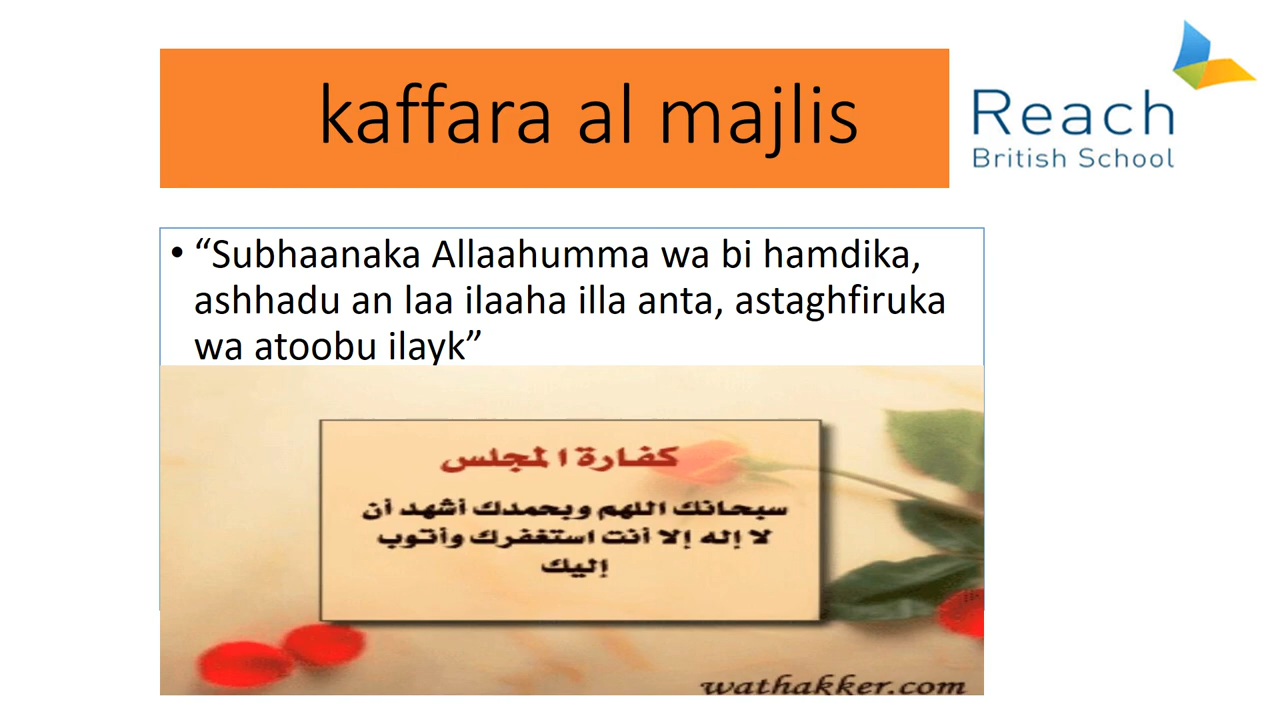 kaffara al majlis
Reach
British School
• “Subhaanaka Allaahumma wa bi hamdika,
ashhadu an laa ilaaha illa anta, astaghfiruka
wa atoobu ilayk”
كفارة المجلس
سبحانك اللهم وبحمدك أشهد أن
لا إله إلا أنت استغفرك وأتوب
إليك
wathakker.com